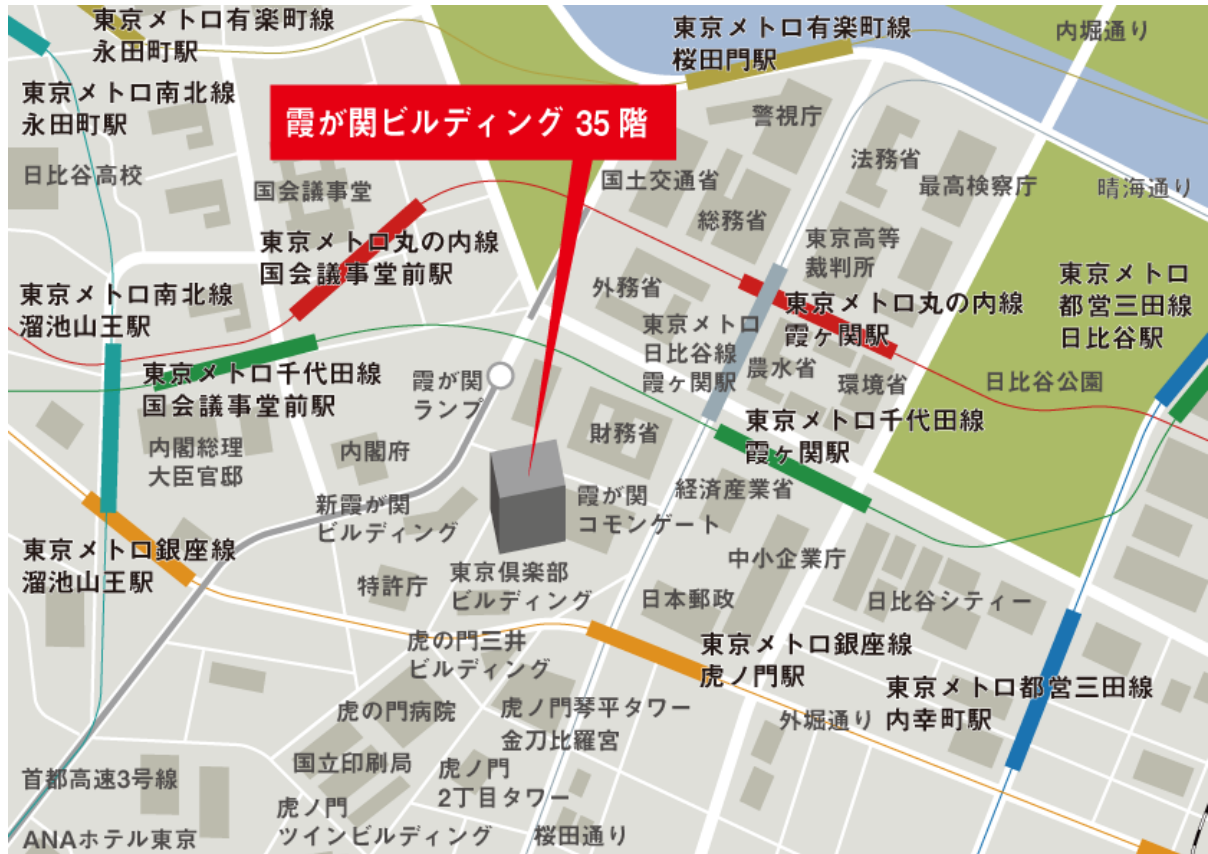 東京メトロ有楽町線
永田町駅
東京メトロ有楽町線
桜田門駅
内堀通り
東京メトロ南北線
永田町駅
霞が関ビルディング 35 階
警視庁
法務省
最高検察庁
晴海通り
日比谷高校
国会議事堂
国土交通省
総務省
東京高等
裁判所
東京メトロ丸の内線
国会議事堂前駅
外務省
東京メトロ
都営三田線
日比谷駅
東京メトロ南北線
溜池山王駅
東京メトロ丸の内線
霞ヶ関駅
東京メトロ
日比谷線
霞ヶ関駅
農水省
環境省
日比谷公園
東京メトロ千代田線
国会議事堂前駅
霞が関
ランプ
東京メトロ千代田線
霞ヶ関駅
内閣総理
大臣官邸
内閣府
財務省
新霞が関
ビルディング
霞が関
コモンゲート
経済産業省
東京メトロ銀座線
溜池山王駅
特許庁
東京倶楽部
ビルディング
中小企業庁
日本郵政
日比谷シティー
虎の門三井
ビルディング
東京メトロ銀座線
虎ノ門駅
東京メトロ都営三田線
内幸町駅
虎の門病院
虎ノ門琴平タワー
外堀通り
金刀比羅宮
国立印刷局
虎ノ門
2丁目タワー
首都高速3号線
虎ノ門
ツインビルディング
桜田通り
ANAホテル東京